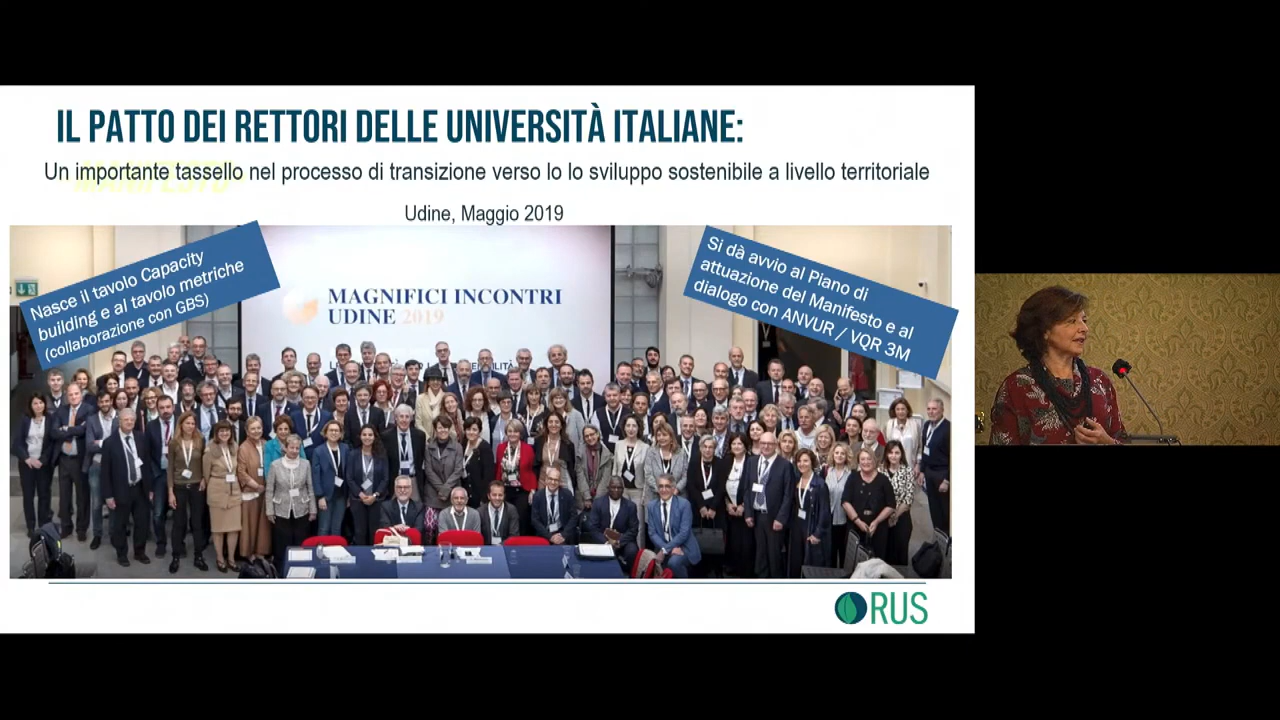 IL PATTO DEI RETTORI DELLE UNIVERSITÀ ITALIANE:
MANIFESTO
Un importante tassello nel processo di transizione verso lo lo sviluppo sostenibile a livello territoriale
Udine, Maggio 2019
Nasce il tavolo Capacity
building e al tavolo metriche
(collaborazione con GBS)
Si dà avvio al Piano di
attuazione del Manifesto e al
dialogo con ANVUR / VQR 3M
MAGNIFICI INCONTRI
UDINE 2019
RUS